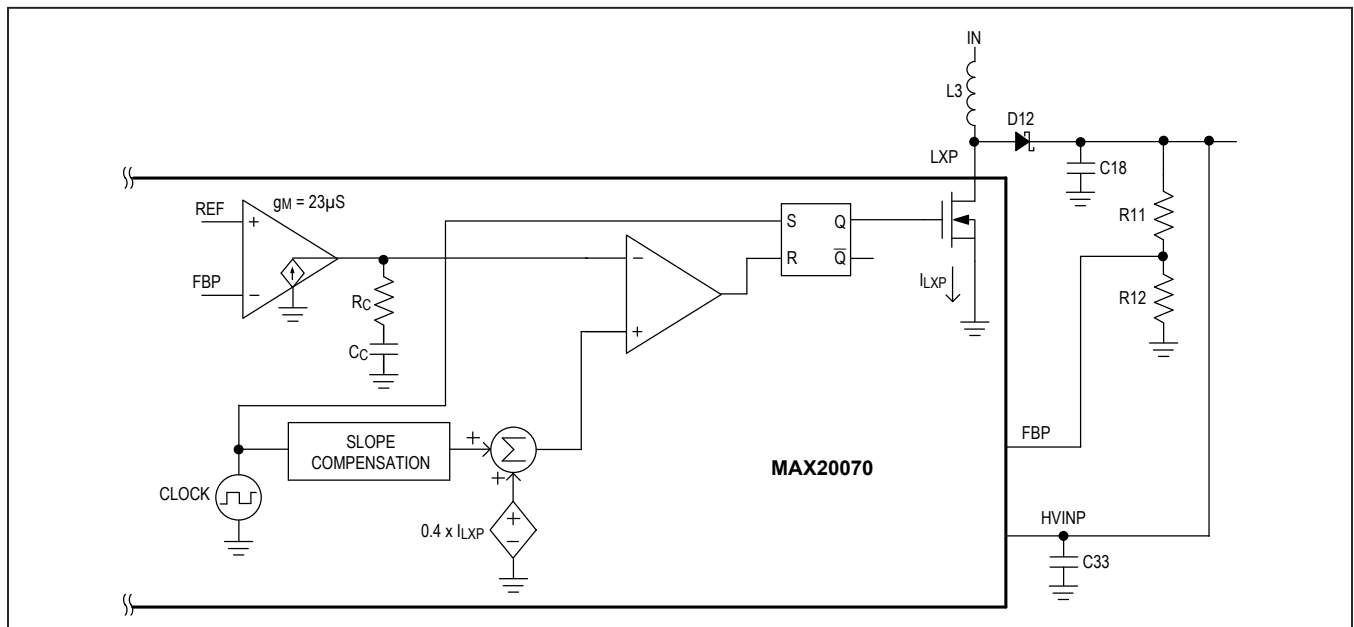 IN
L3
D12
LXP
C18
gM = 23µS
REF
+
S
Q
R11
FBP
−
−
R
Q̅
RC
ILXP
R12
+
CC
FBP
SLOPE
COMPENSATION
+
Σ
MAX20070
+
CLOCK
HVINP
0.4 x ILXP
+
−
C33